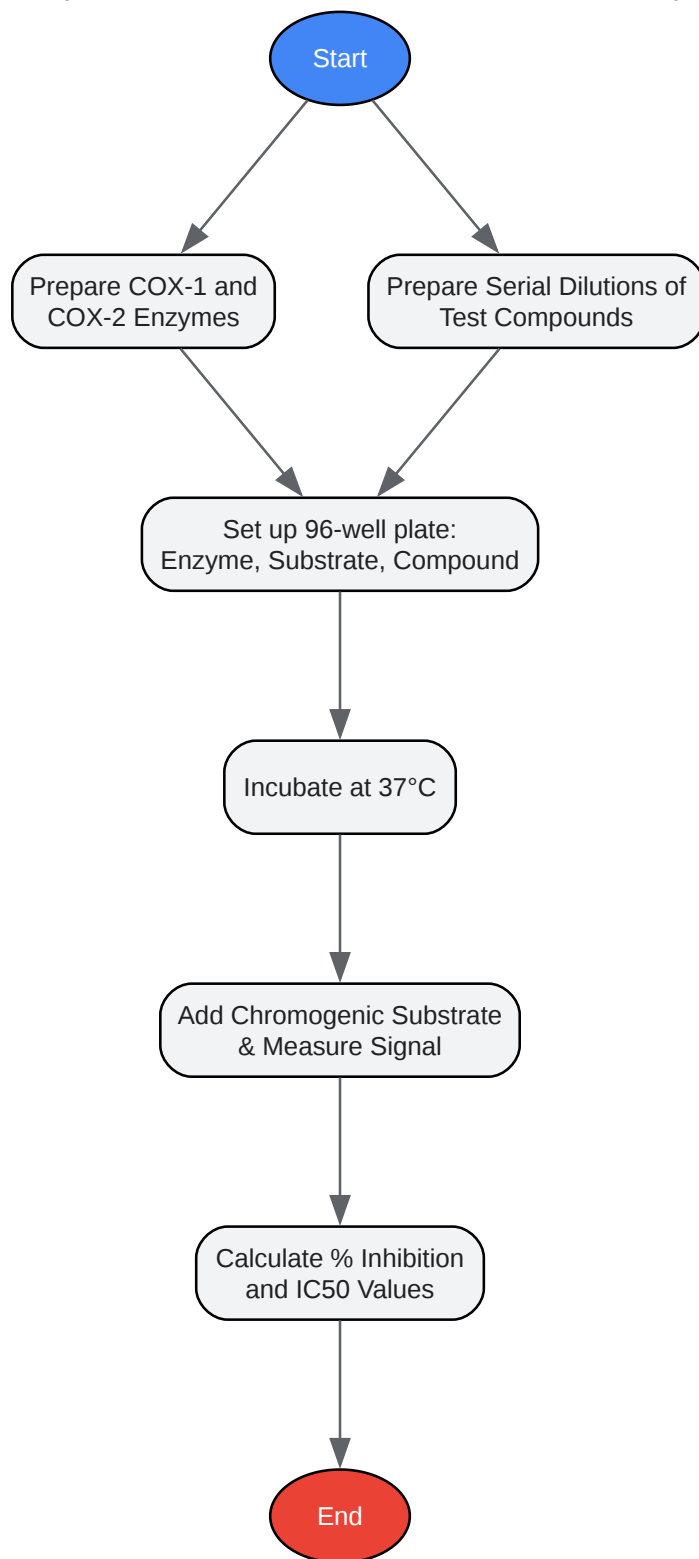 Start
Prepare COX-1 and
COX-2 Enzymes
Prepare Serial Dilutions of
Test Compounds
Set up 96-well plate:
Enzyme, Substrate, Compound
Incubate at 37°C
Add Chromogenic Substrate
& Measure Signal
Calculate % Inhibition
and IC50 Values
End